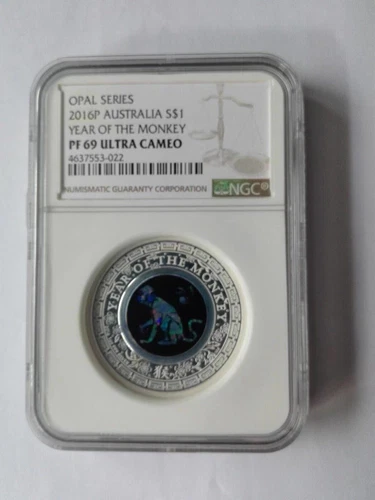 OPAL SERIES
2016P AUSTRALIA S$1
YEAR OF THE MONKEY
PF 69 ULTRA CAMEO
4637553-022
NUMISMATIC GUARANTY CORPORATION
NGC
YEAR OF THE MONKEY
猴